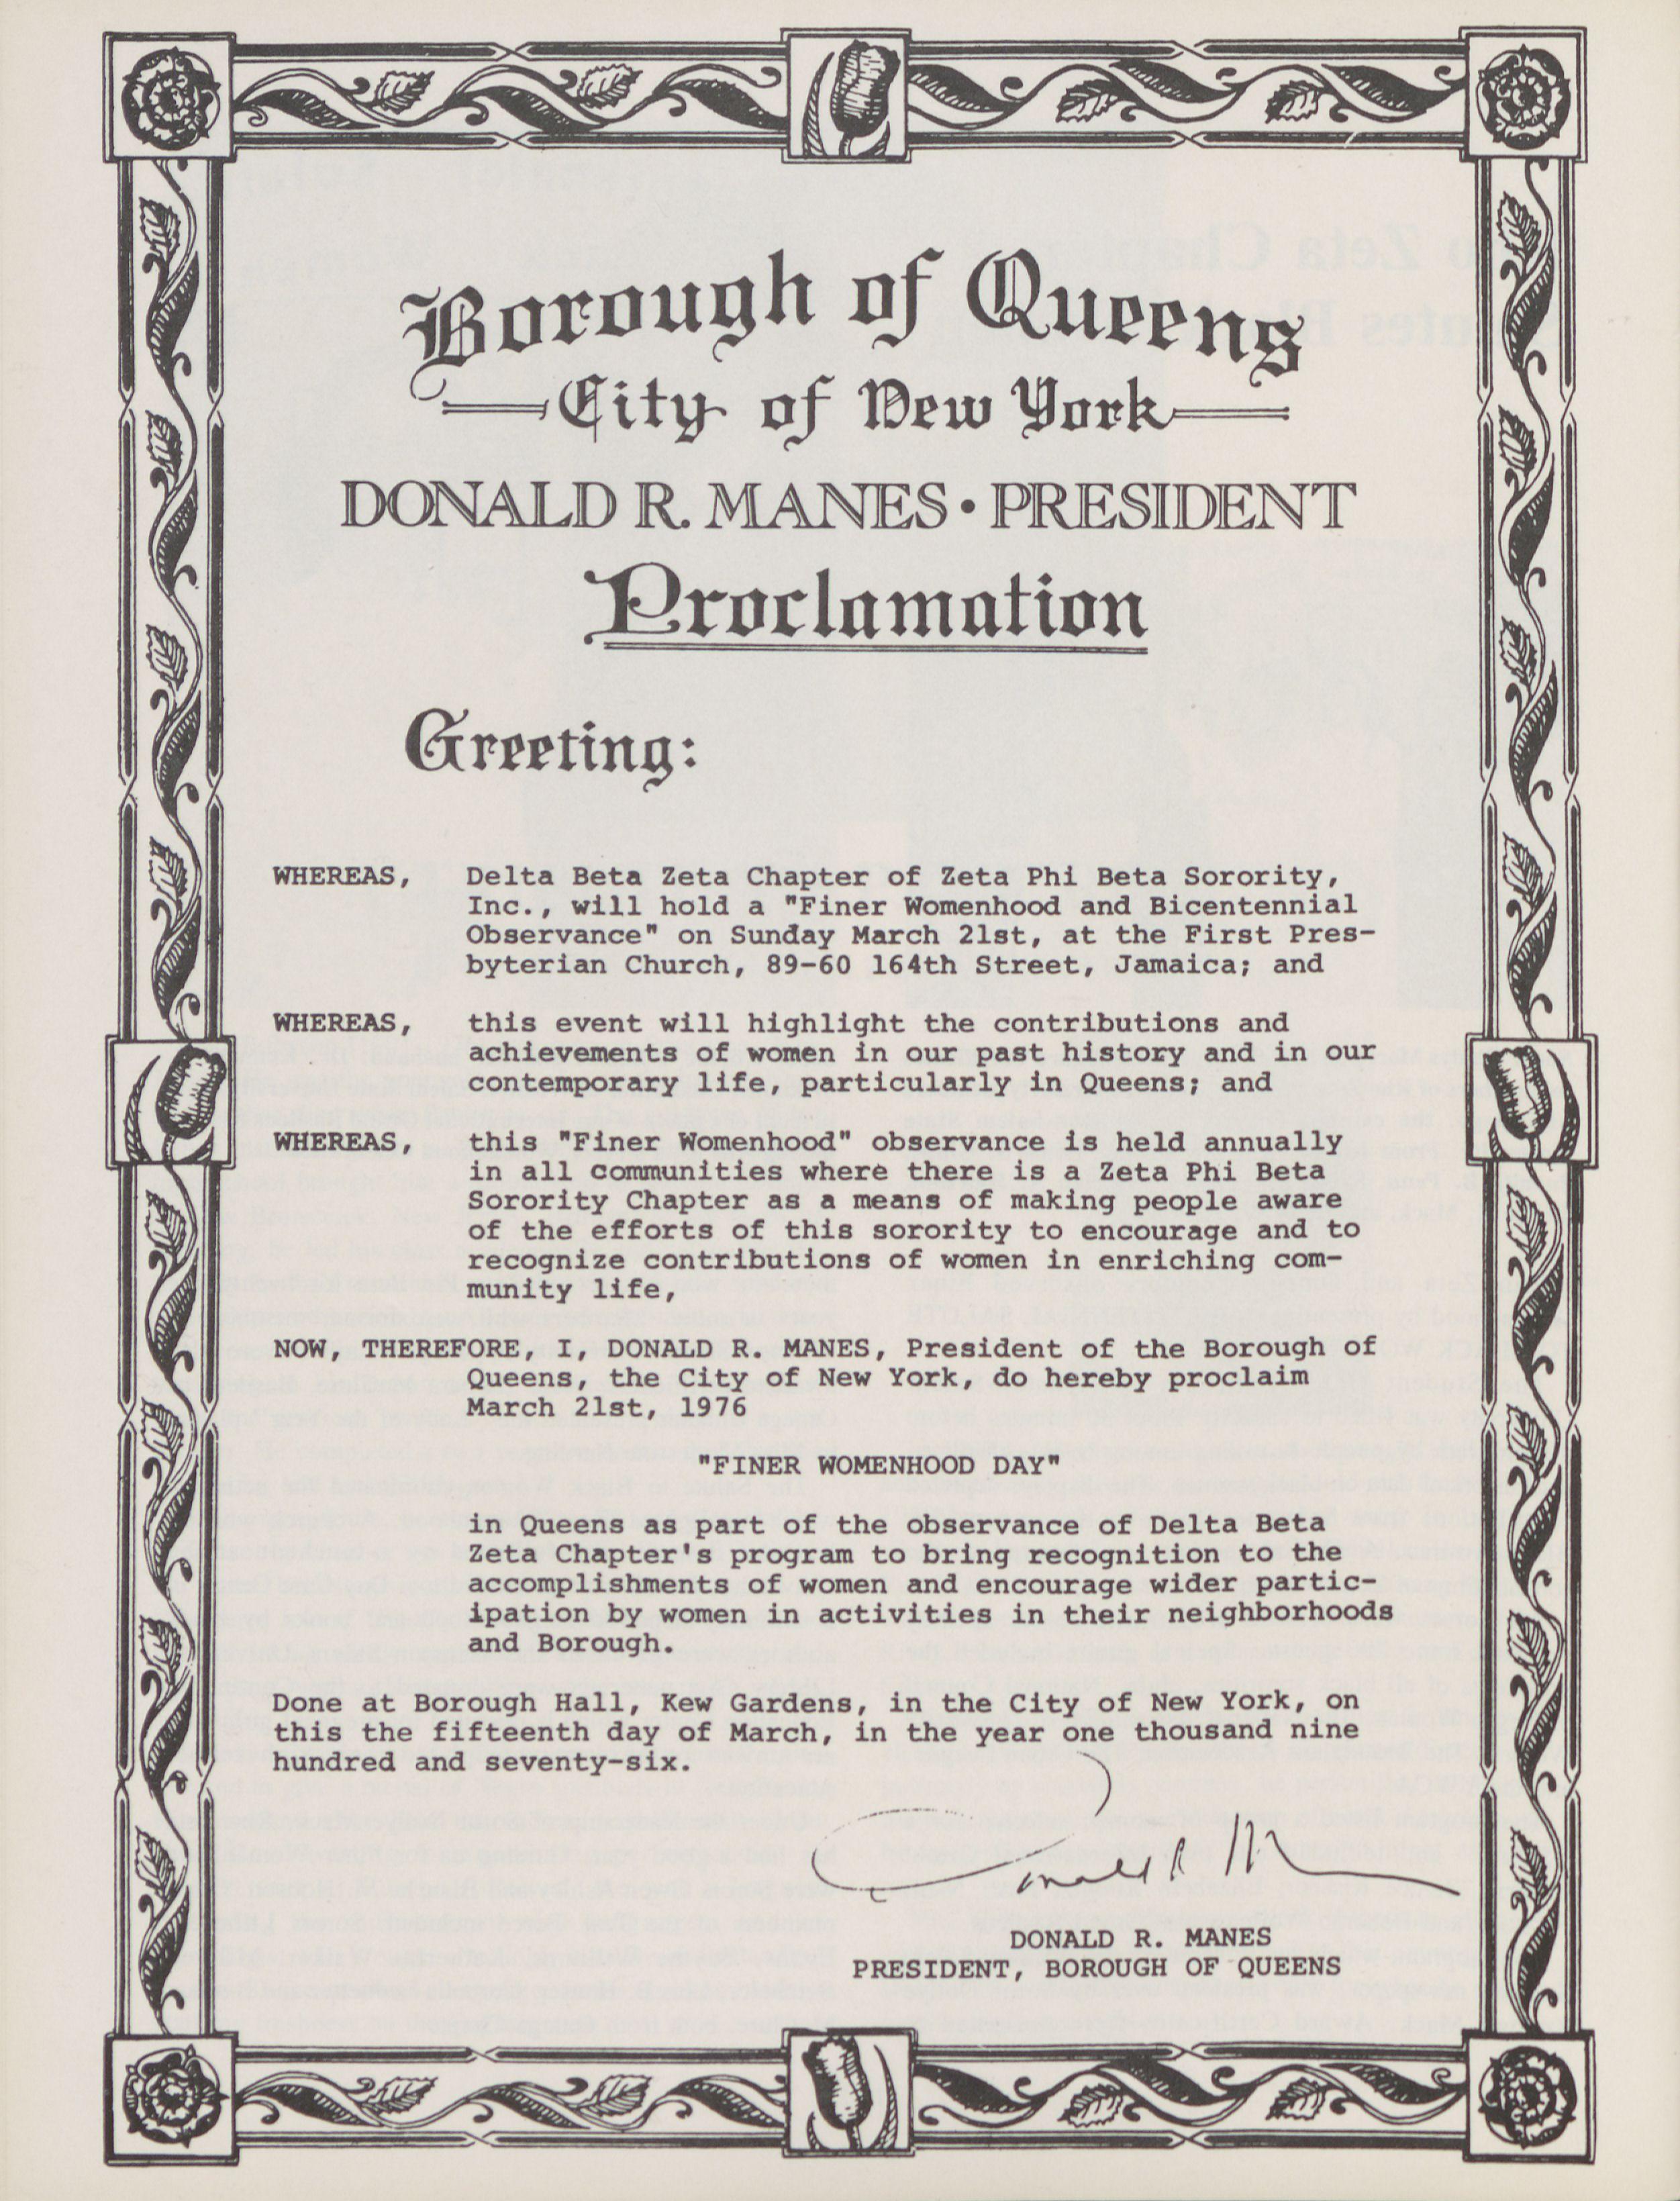 Borough of Queens
City of New York
DONALD R. MANES • PRESIDENT
Proclamation
Greeting:
WHEREAS, Delta Beta Zeta Chapter of Zeta Phi Beta Sorority,
Inc., will hold a "Finer Womenhood and Bicentennial
Observance" on Sunday March 21st, at the First Pres-
byterian Church, 89-60 164th Street, Jamaica; and
WHEREAS, this event will highlight the contributions and
achievements of women in our past history and in our
contemporary life, particularly in Queens; and
WHEREAS, this "Finer Womenhood" observance is held annually
in all communities where there is a Zeta Phi Beta
Sorority Chapter as a means of making people aware
of the efforts of this sorority to encourage and to
recognize contributions of women in enriching com-
munity life,
NOW, THEREFORE, I, DONALD R. MANES, President of the Borough of
Queens, the City of New York, do hereby proclaim
March 21st, 1976
"FINER WOMENHOOD DAY"
in Queens as part of the observance of Delta Beta
Zeta Chapter's program to bring recognition to the
accomplishments of women and encourage wider partic-
ipation by women in activities in their neighborhoods
and Borough.
Done at Borough Hall, Kew Gardens, in the City of New York, on
this the fifteenth day of March, in the year one thousand nine
hundred and seventy-six.
DONALD R. MANES
PRESIDENT, BOROUGH OF QUEENS